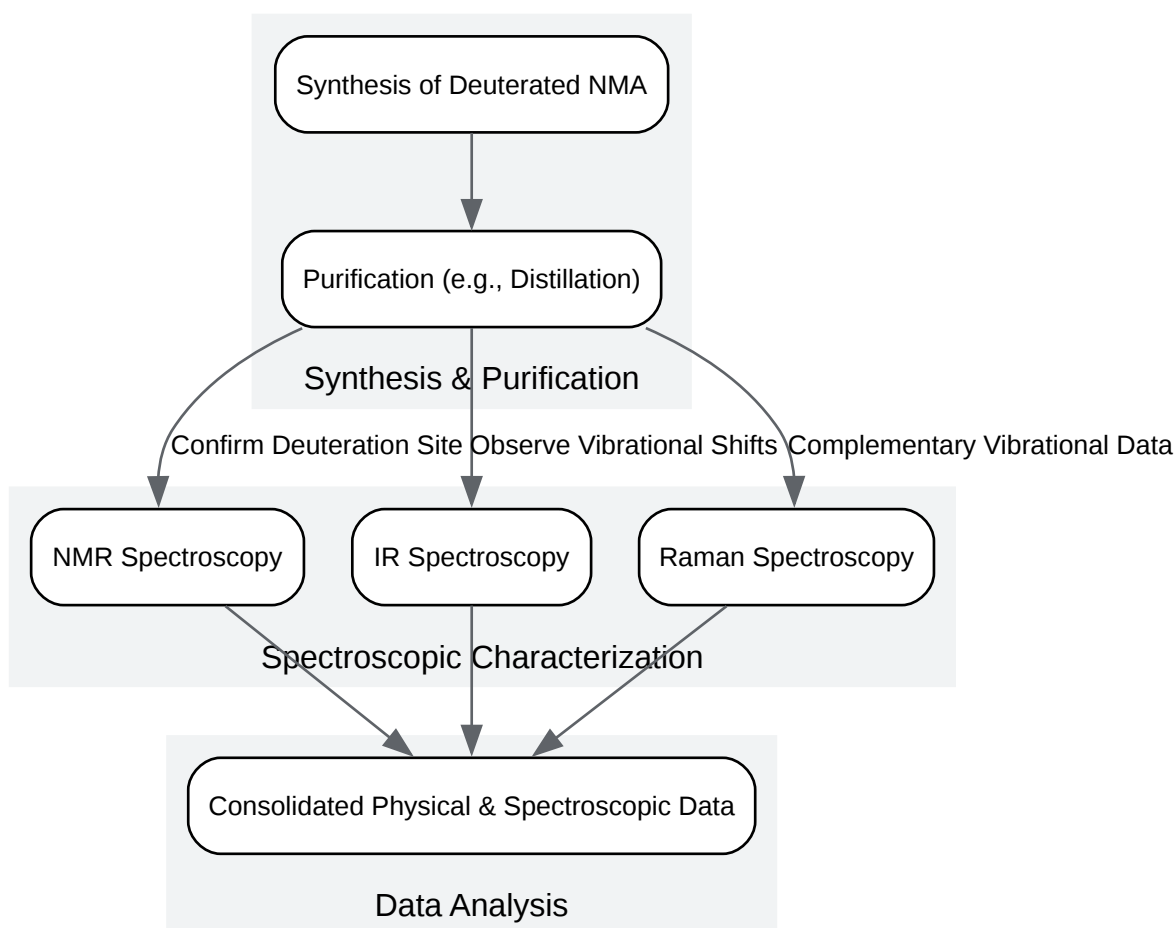 Synthesis of Deuterated NMA
Purification (e.g., Distillation)
Synthesis & Purification
Confirm Deuteration Site
Observe Vibrational Shifts
Complementary Vibrational Data
NMR Spectroscopy
IR Spectroscopy
Raman Spectroscopy
Spectroscopic Characterization
Consolidated Physical & Spectroscopic Data
Data Analysis